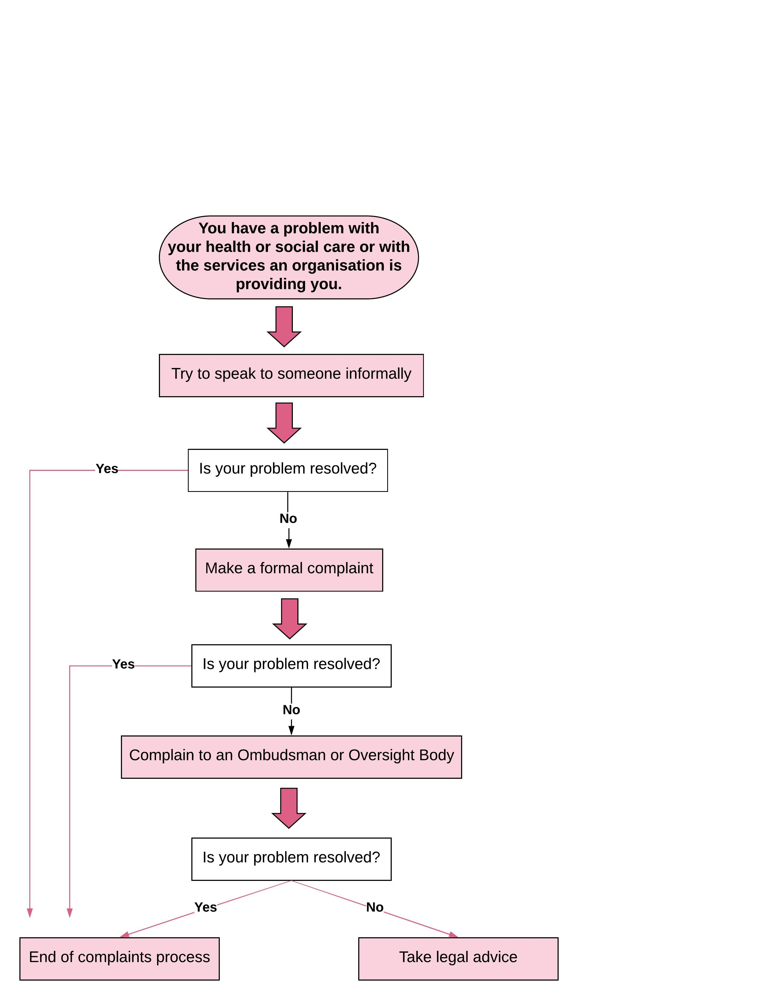 You have a problem with
your health or social care or with
the services an organisation is
providing you.
Try to speak to someone informally
Is your problem resolved?
Yes
No
Make a formal complaint
Is your problem resolved?
Yes
No
Complain to an Ombudsman or Oversight Body
Is your problem resolved?
Yes
No
End of complaints process
Take legal advice